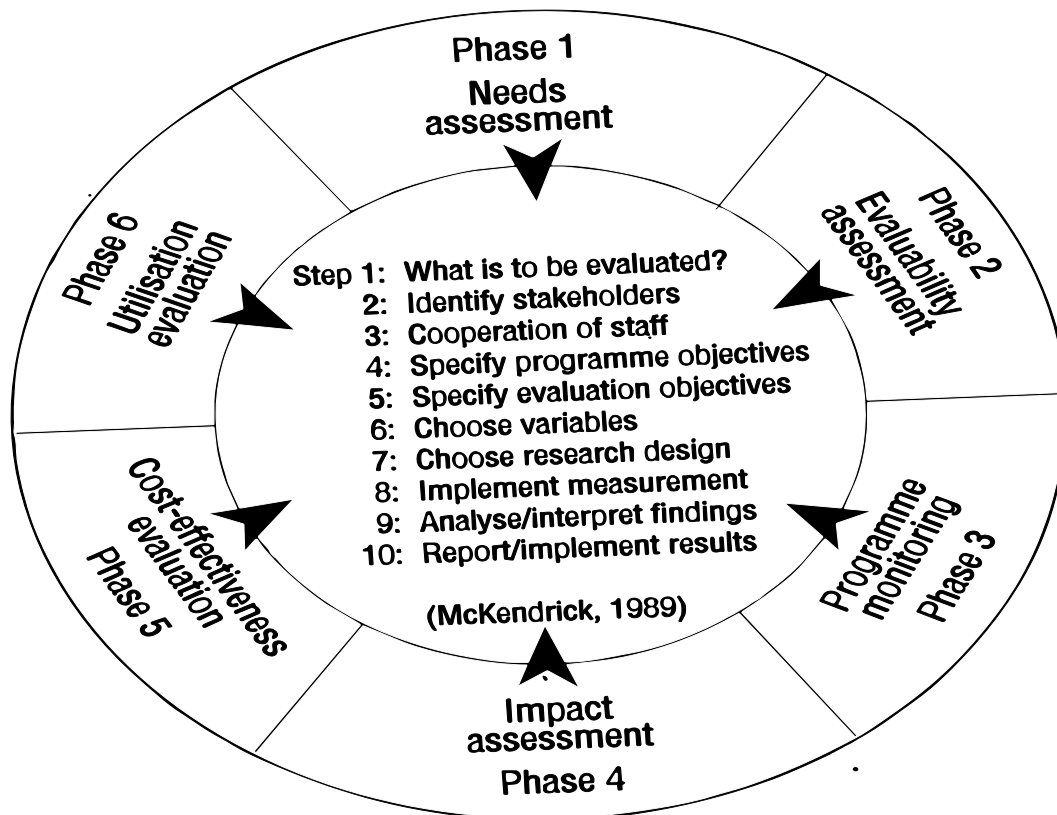 Phase 1
Needs
assessment
Phase 2
Evaluability
assessment
Programme
monitoring
Phase 3
Impact
assessment
Phase 4
Cost-effectiveness
evaluation
Phase 5
Phase 6
Utilisation
evaluation
Step 1: What is to be evaluated?
2: Identify stakeholders
3: Cooperation of staff
4: Specify programme objectives
5: Specify evaluation objectives
6: Choose variables
7: Choose research design
8: Implement measurement
9: Analyse/interpret findings
10: Report/implement results
(McKendrick, 1989)